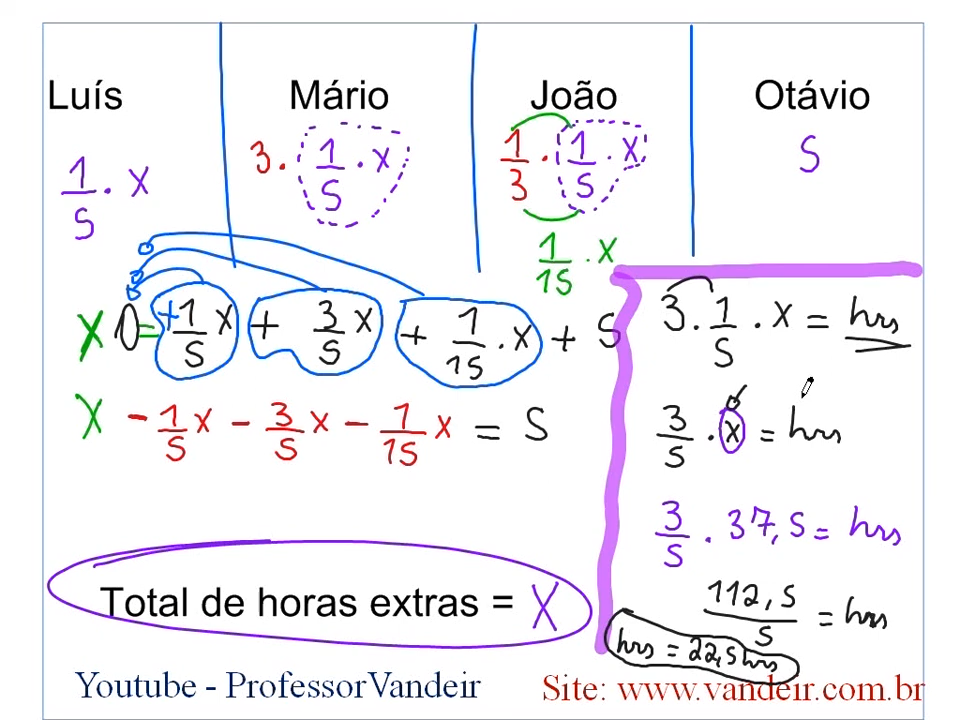 Luís Mário João Otávio
1/5 · x 3 · 1/5 · x 1/3 · 1/5 · x 5
1/15 · x
x = 1/5 x + 3/5 x + 1/15 · x + 5
x - 1/5 x - 3/5 x - 1/15 x = 5
Total de horas extras = x
3 · 1/5 · x = hrs
3/5 · x = hrs
3/5 · 37,5 = hrs
112,5/5 = hrs
hrs = 22,5 hrs
Youtube - ProfessorVandeir Site: www.vandeir.com.br